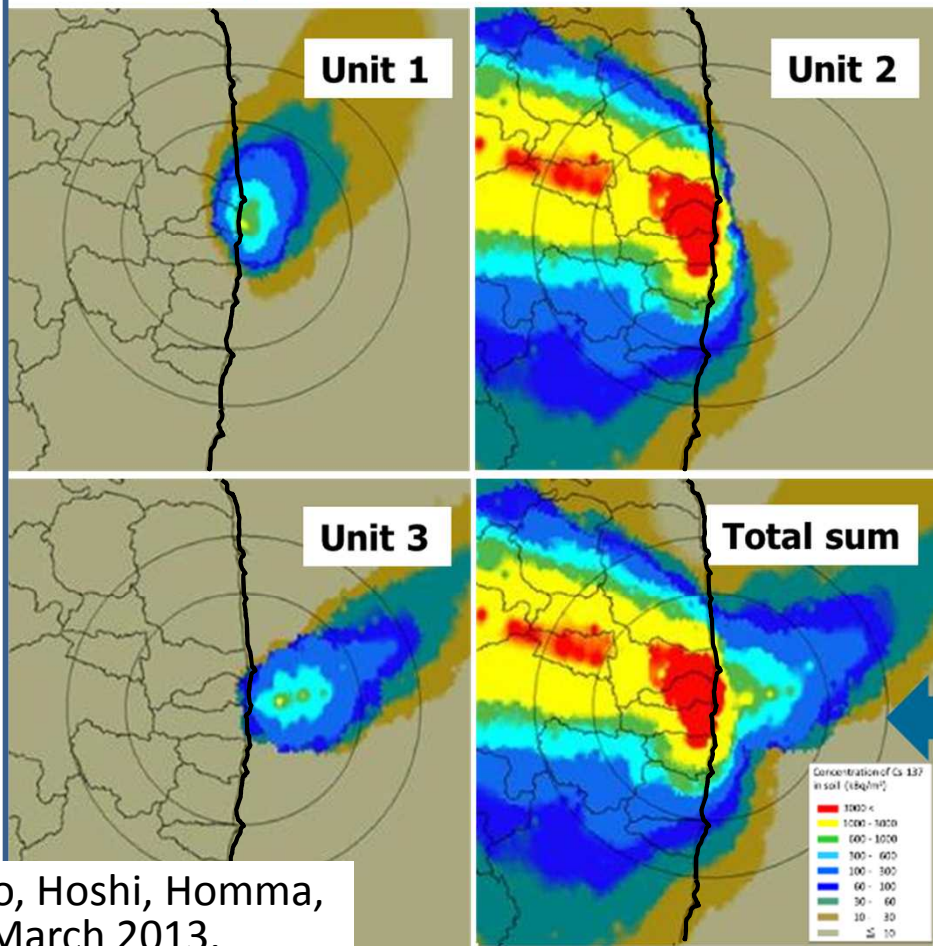 Unit 1
Unit 2
Unit 3
Total sum
Concentration of Cs-137
in soil (kBq/m²)
3000 <
1000 - 3000
600 - 1000
300 - 600
100 - 300
60 - 100
30 - 60
10 - 30
≦ 10
o, Hoshi, Homma,
March 2013.